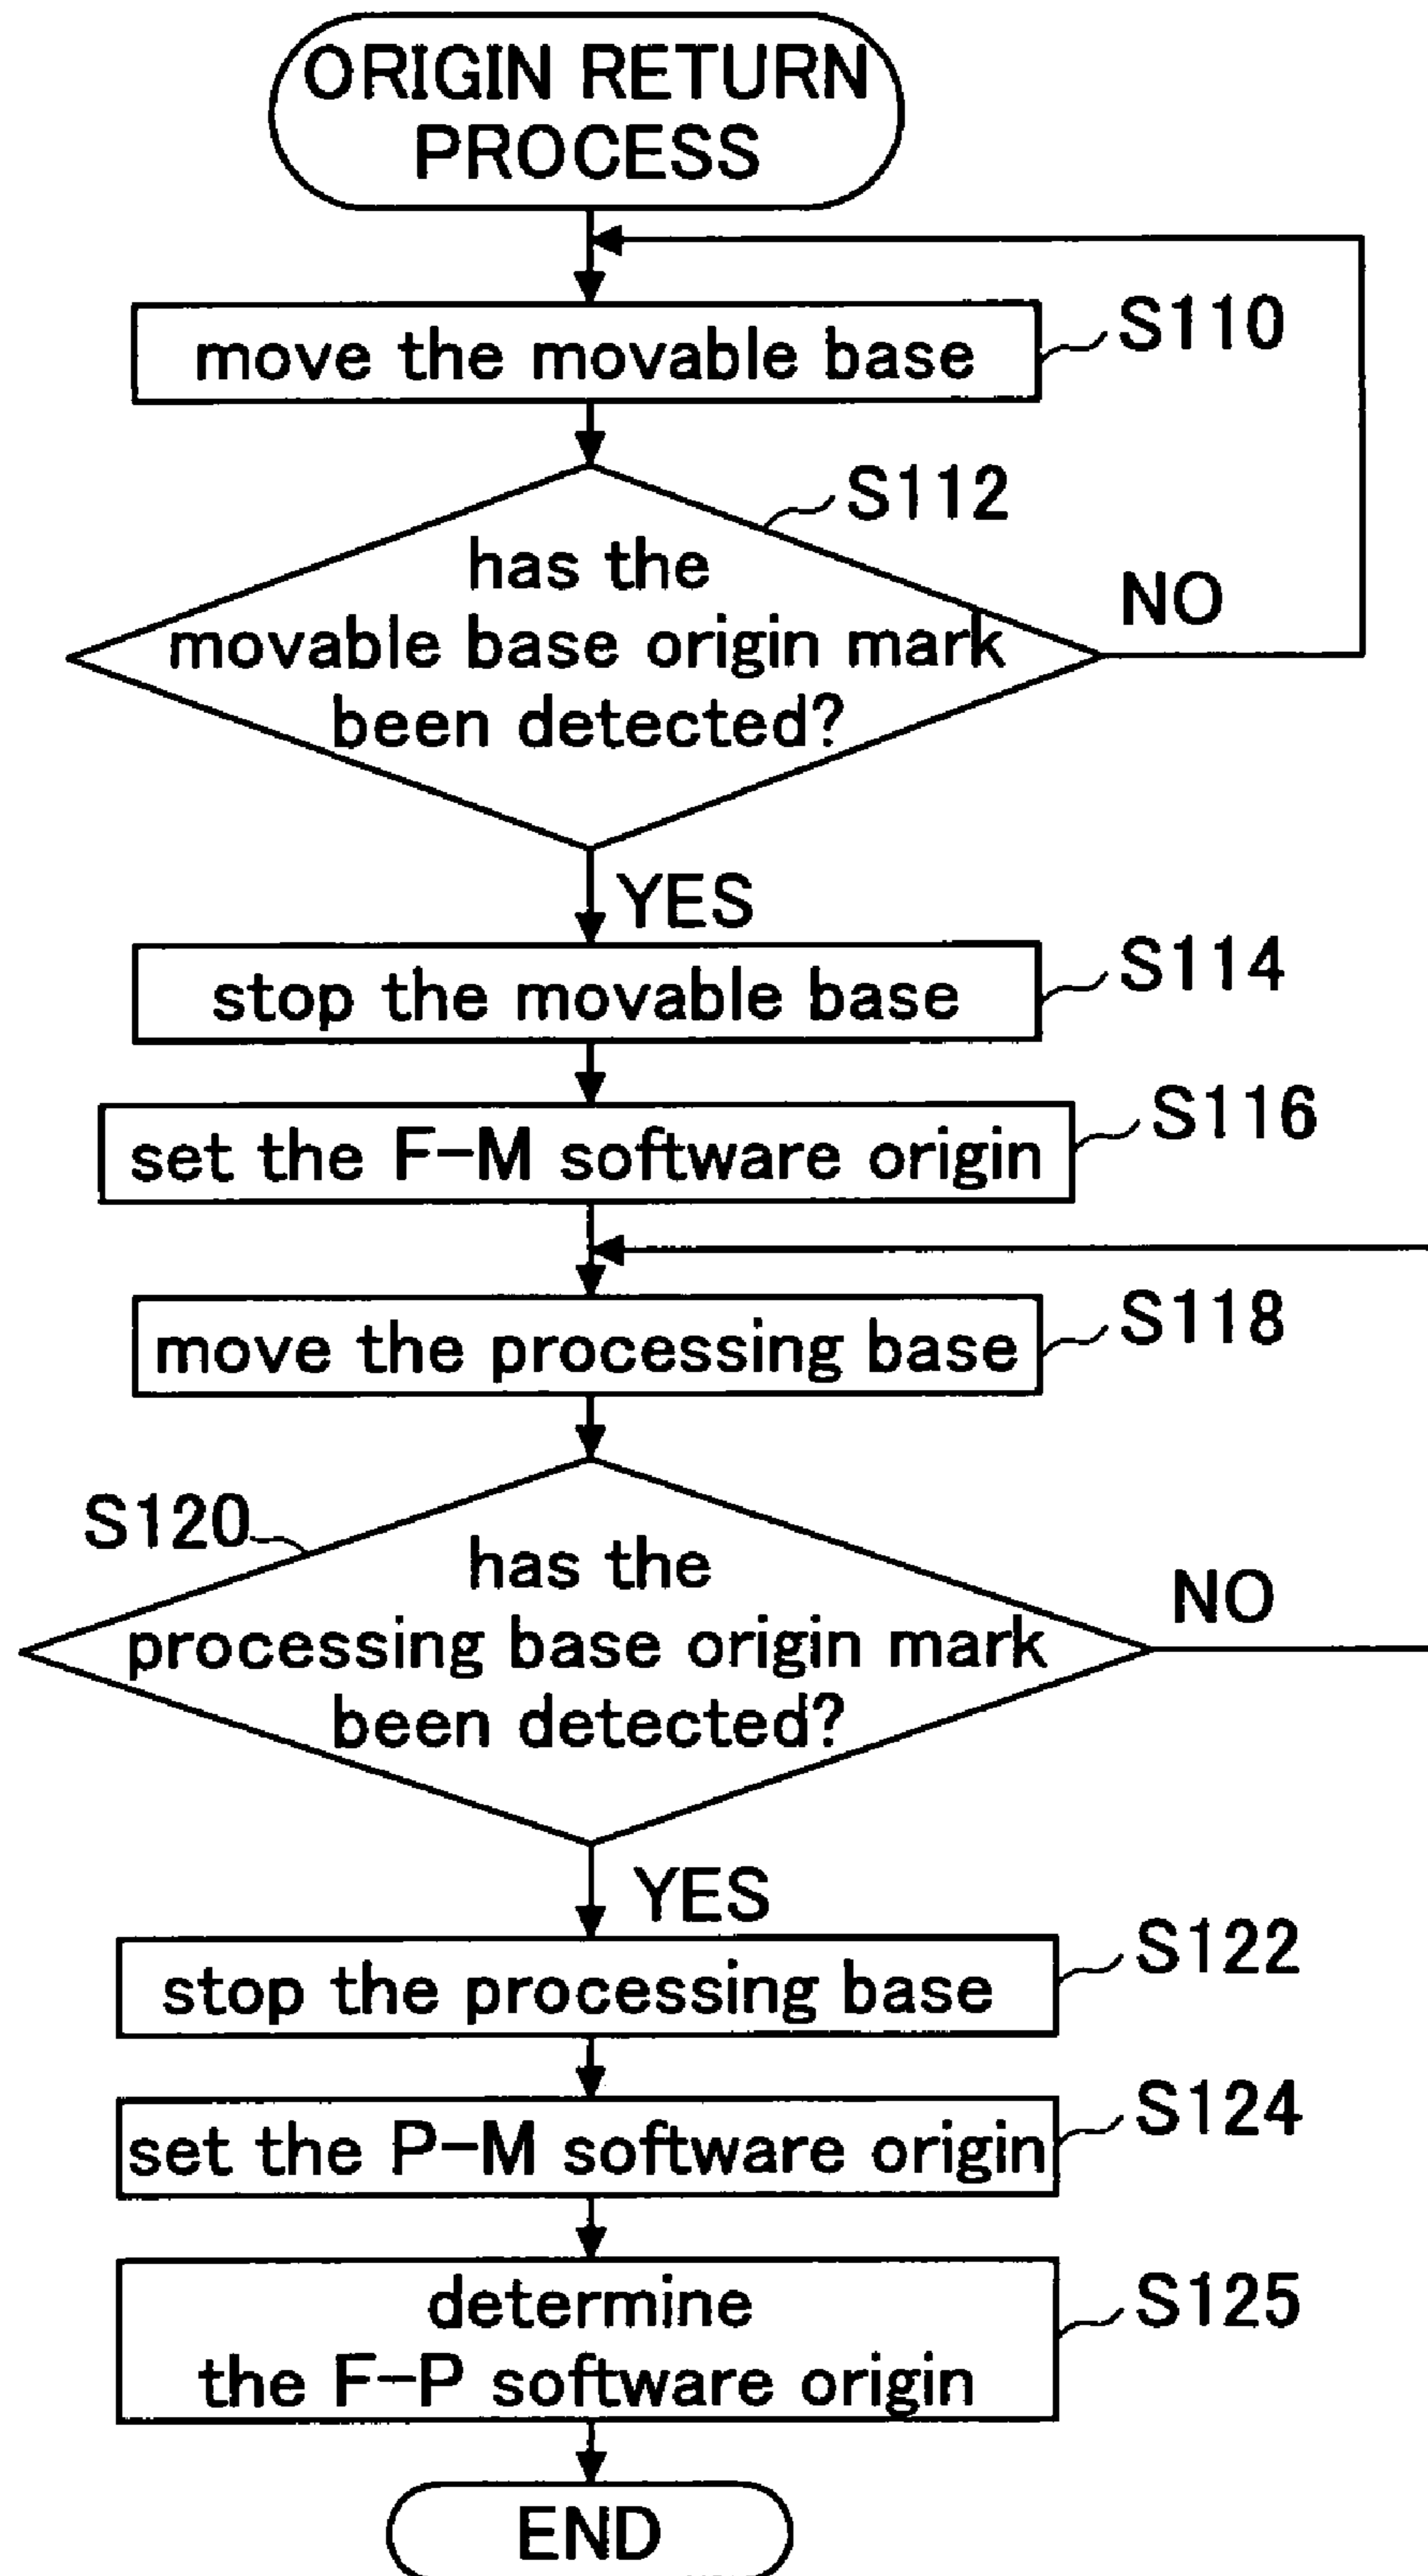 ORIGIN RETURN
PROCESS
move the movable base
S110
S112
has the
movable base origin mark
been detected?
NO
YES
stop the movable base
S114
set the F-M software origin
S116
move the processing base
S118
S120
has the
processing base origin mark
been detected?
NO
YES
stop the processing base
S122
set the P-M software origin
S124
determine
the F-P software origin
S125
END